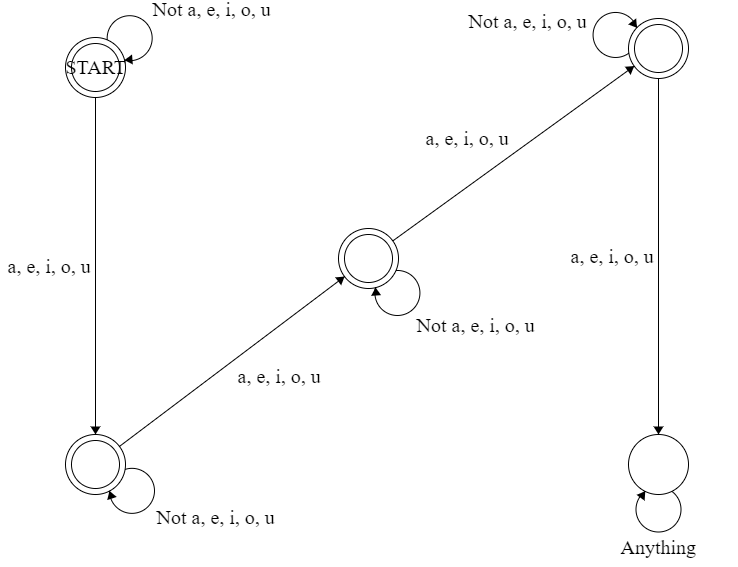 Not a, e, i, o, u
Not a, e, i, o, u
START
a, e, i, o, u
a, e, i, o, u
a, e, i, o, u
Not a, e, i, o, u
a, e, i, o, u
Not a, e, i, o, u
Anything